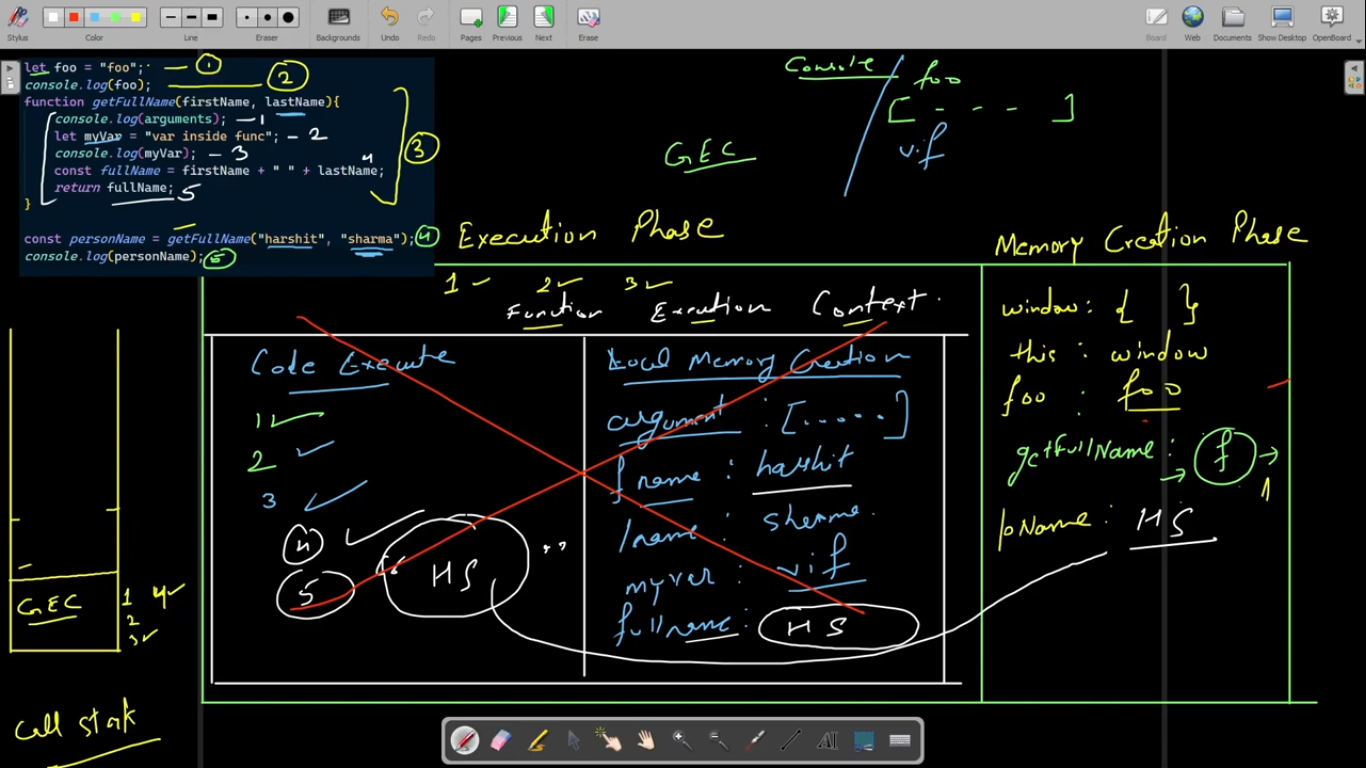 Stylus Color Line Eraser Backgrounds Undo Redo Pages Previous Next Erase Board Web Documents Show Desktop OpenBoard
let foo = "foo"; 1
console.log(foo); 2
function getFullName(firstName, lastName){
console.log(arguments); 1
let myVar = "var inside func"; 2
console.log(myVar); 3
const fullName = firstName + " " + lastName; 4
return fullName; 5
} 3
const personName = getFullName("harshit", "sharma"); 4
console.log(personName); 5
Console foo
[ - - - ]
GEC vif
Execution Phase Memory Creation Phase
1 2 3
Function Execution Context.
window: { }
this : window
foo : foo
getFullName: f 1
pName : HS
Code Execute Local Memory Creation
1 argument : [.....]
2 fname : harshit
3 lname : sharma.
4 myvar : vif
5 "HS" fullname: HS
GEC 1 4
2
3
Call stack